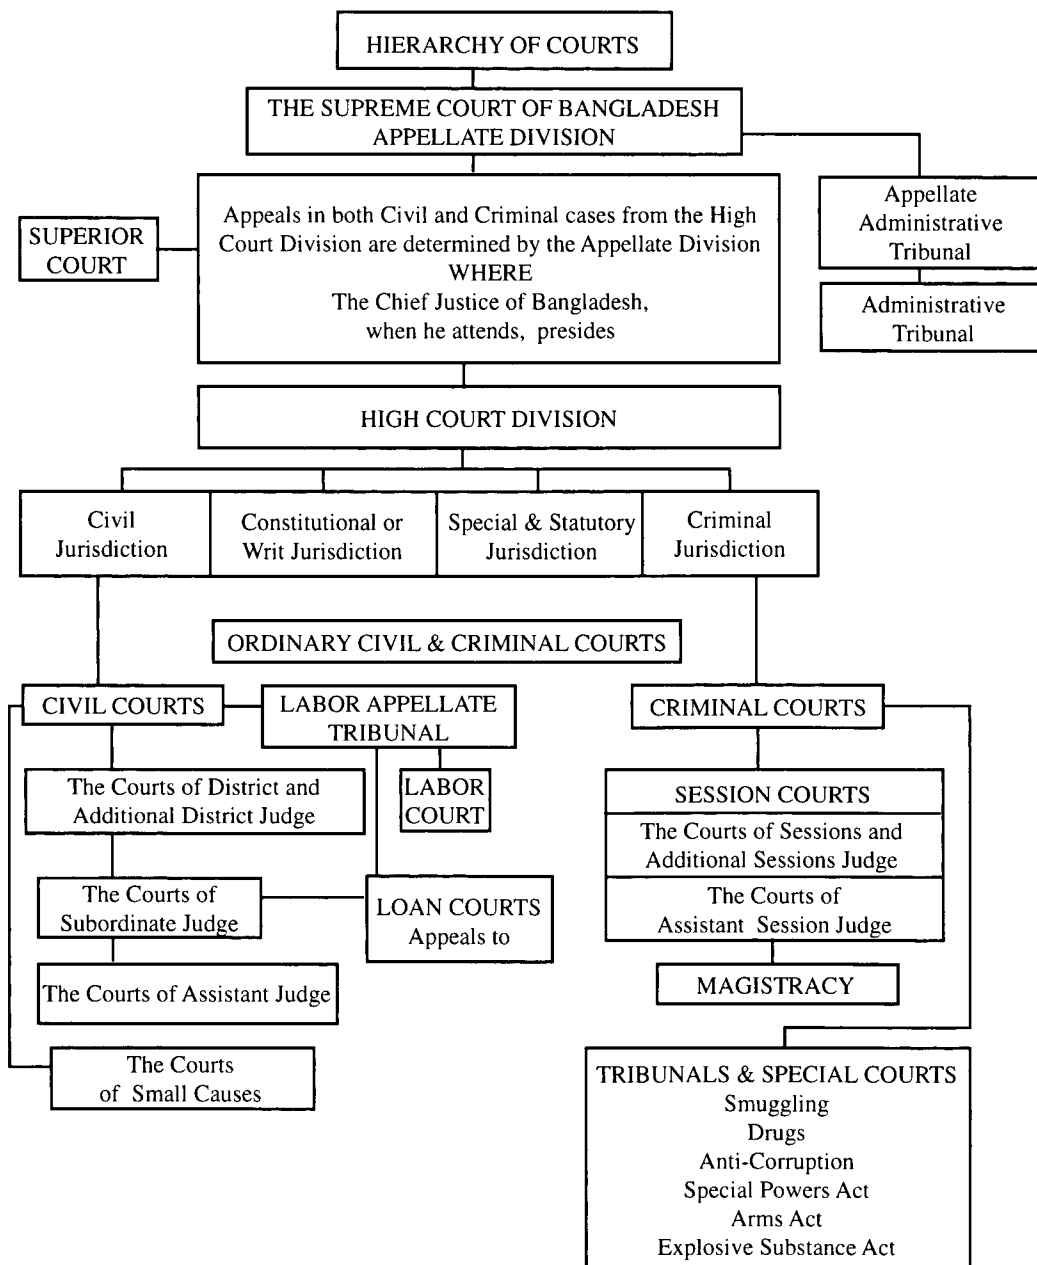 HIERARCHY OF COURTS
THE SUPREME COURT OF BANGLADESH
APPELLATE DIVISION
Appellate
Administrative
Tribunal
Administrative
Tribunal
SUPERIOR
COURT
Appeals in both Civil and Criminal cases from the High
Court Division are determined by the Appellate Division
WHERE
The Chief Justice of Bangladesh,
when he attends, presides
HIGH COURT DIVISION
Civil
Jurisdiction
Constitutional or
Writ Jurisdiction
Special & Statutory
Jurisdiction
Criminal
Jurisdiction
ORDINARY CIVIL & CRIMINAL COURTS
CIVIL COURTS
LABOR APPELLATE
TRIBUNAL
LABOR
COURT
The Courts of District and
Additional District Judge
The Courts of
Subordinate Judge
LOAN COURTS
Appeals to
The Courts of Assistant Judge
The Courts
of Small Causes
CRIMINAL COURTS
SESSION COURTS
The Courts of Sessions and
Additional Sessions Judge
The Courts of
Assistant Session Judge
MAGISTRACY
TRIBUNALS & SPECIAL COURTS
Smuggling
Drugs
Anti-Corruption
Special Powers Act
Arms Act
Explosive Substance Act